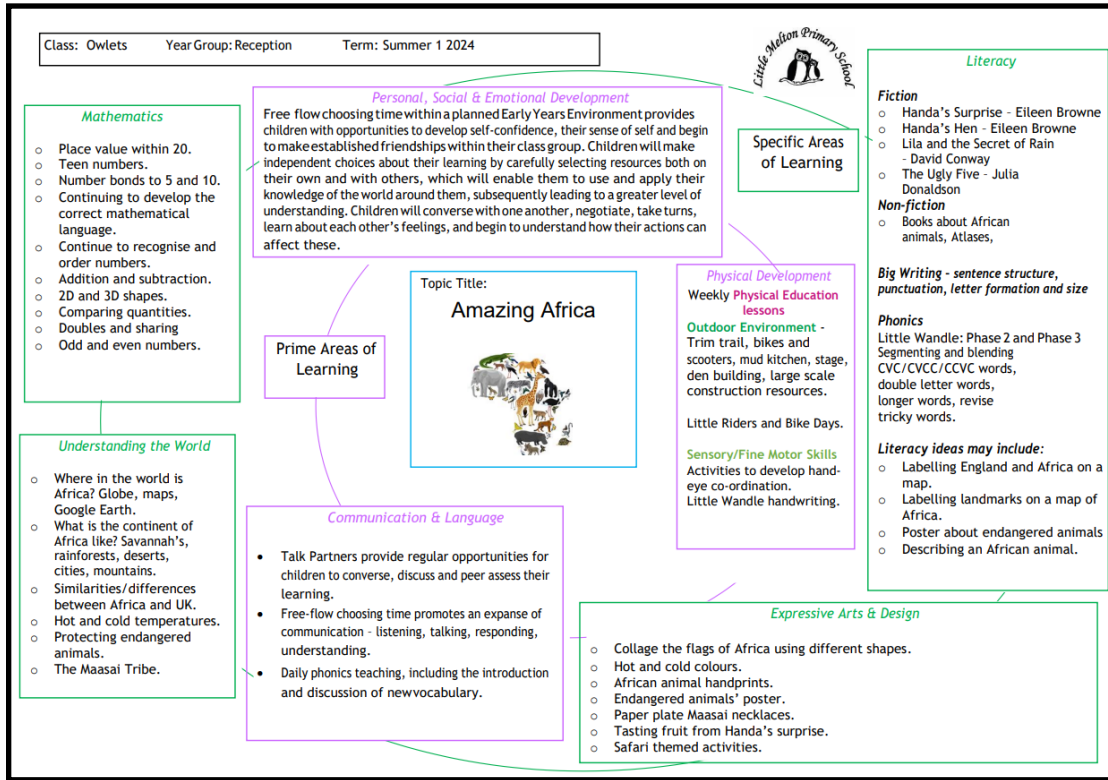 Class: Owlets Year Group: Reception Term: Summer 1 2024
Little Melton Primary School
Mathematics
o Place value within 20.
o Teen numbers.
o Number bonds to 5 and 10.
o Continuing to develop the
correct mathematical
language.
o Continue to recognise and
order numbers.
o Addition and subtraction.
o 2D and 3D shapes.
o Comparing quantities.
o Doubles and sharing
o Odd and even numbers.
Personal, Social & Emotional Development
Free flow choosing time within a planned Early Years Environment provides
children with opportunities to develop self-confidence, their sense of self and begin
to make established friendships within their class group. Children will make
independent choices about their learning by carefully selecting resources both on
their own and with others, which will enable them to use and apply their
knowledge of the world around them, subsequently leading to a greater level of
understanding. Children will converse with one another, negotiate, take turns,
learn about each other's feelings, and begin to understand how their actions can
affect these.
Specific Areas
of Learning
Literacy
Fiction
o Handa's Surprise – Eileen Browne
o Handa's Hen – Eileen Browne
o Lila and the Secret of Rain
– David Conway
o The Ugly Five – Julia
Donaldson
Non-fiction
o Books about African
animals, Atlases,
Big Writing – sentence structure,
punctuation, letter formation and size
Phonics
Little Wandle: Phase 2 and Phase 3
Segmenting and blending
CVC/CVCC/CCVC words,
double letter words,
longer words, revise
tricky words.
Literacy ideas may include:
o Labelling England and Africa on a
map.
o Labelling landmarks on a map of
Africa.
o Poster about endangered animals
o Describing an African animal.
Prime Areas of
Learning
Topic Title:
Amazing Africa
Physical Development
Weekly Physical Education
lessons
Outdoor Environment -
Trim trail, bikes and
scooters, mud kitchen, stage,
den building, large scale
construction resources.
Little Riders and Bike Days.
Sensory/Fine Motor Skills
Activities to develop hand-
eye co-ordination.
Little Wandle handwriting.
Understanding the World
o Where in the world is
Africa? Globe, maps,
Google Earth.
o What is the continent of
Africa like? Savannah's,
rainforests, deserts,
cities, mountains.
o Similarities/differences
between Africa and UK.
o Hot and cold temperatures.
o Protecting endangered
animals.
o The Maasai Tribe.
Communication & Language
• Talk Partners provide regular opportunities for
children to converse, discuss and peer assess their
learning.
• Free-flow choosing time promotes an expanse of
communication – listening, talking, responding,
understanding.
• Daily phonics teaching, including the introduction
and discussion of newvocabulary.
Expressive Arts & Design
o Collage the flags of Africa using different shapes.
o Hot and cold colours.
o African animal handprints.
o Endangered animals' poster.
o Paper plate Maasai necklaces.
o Tasting fruit from Handa's surprise.
o Safari themed activities.